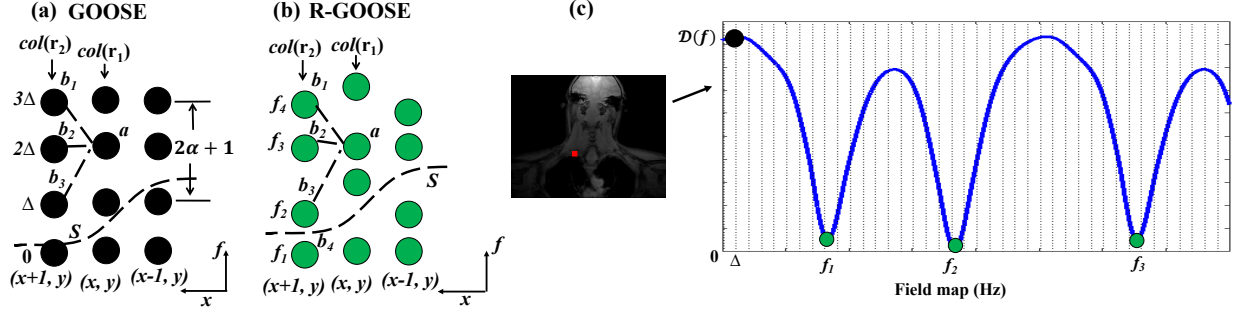 (a) GOOSE
col(r₂)
col(r₁)
b₁
3Δ
b₂
a
2Δ
2α + 1
b₃
Δ
S
0
f
(x+1, y) (x, y) (x-1, y)
x
(b) R-GOOSE
col(r₂)
col(r₁)
b₁
f₄
b₂
a
f₃
b₃
S
f₂
b₄
f₁
f
(x+1, y) (x, y) (x-1, y)
x
(c)
𝒟(f)
0 Δ f₁ f₂ f₃
Field map (Hz)